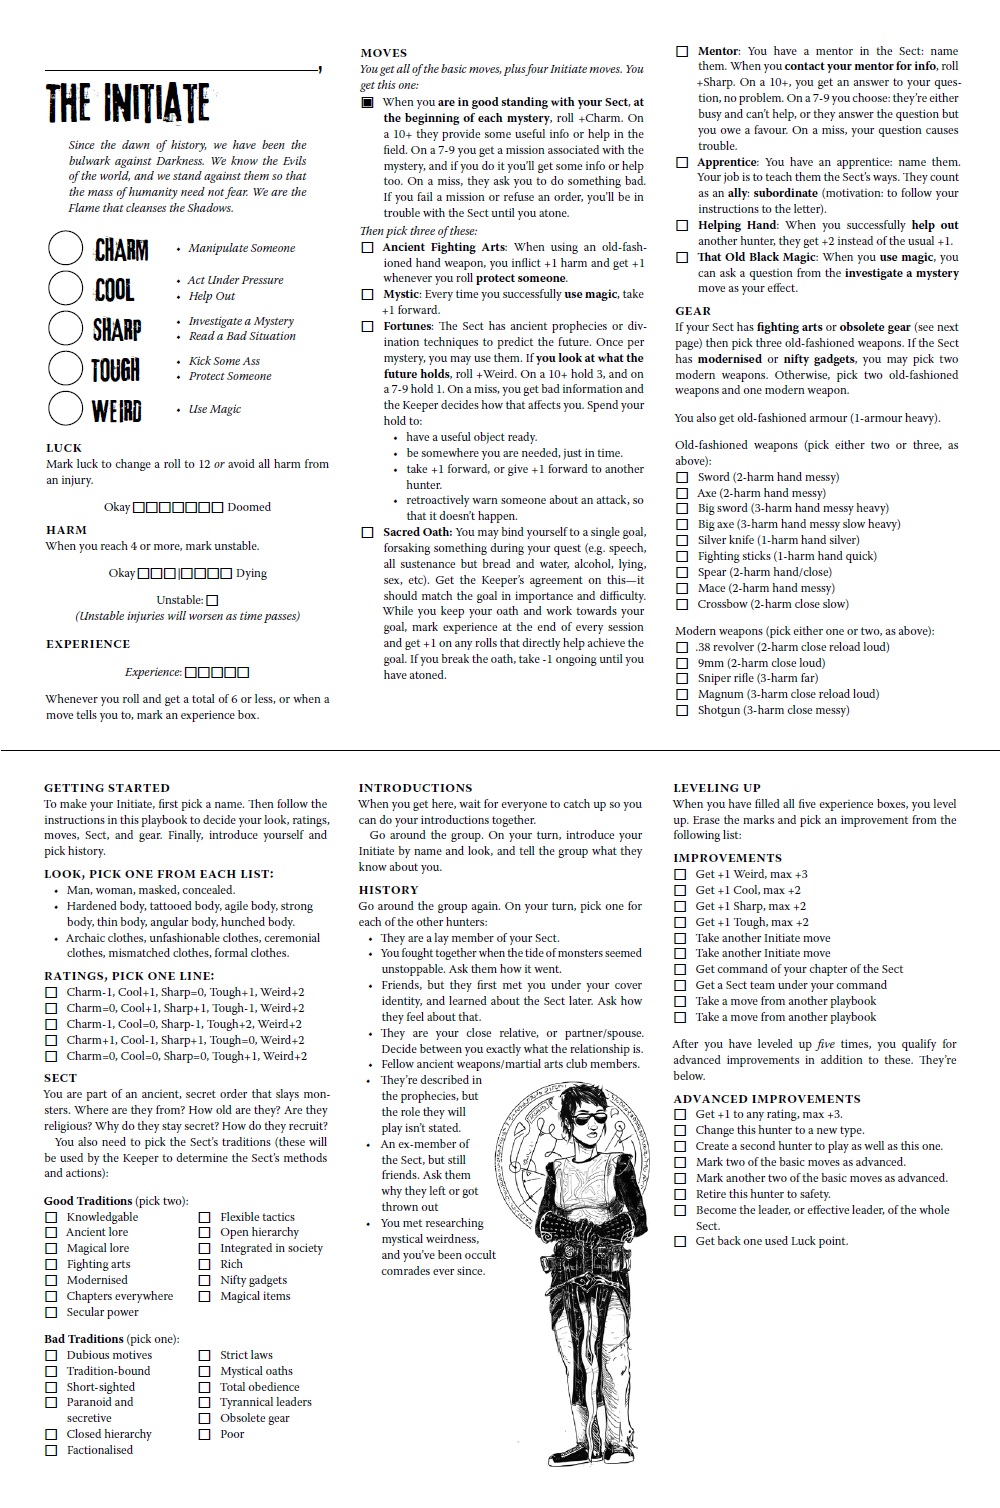 ,
THE INITIATE
Since the dawn of history, we have been the
bulwark against Darkness. We know the Evils
of the world, and we stand against them so that
the mass of humanity need not fear. We are the
Flame that cleanses the Shadows.
CHARM
• Manipulate Someone
COOL
• Act Under Pressure
• Help Out
SHARP
• Investigate a Mystery
• Read a Bad Situation
TOUGH
• Kick Some Ass
• Protect Someone
WEIRD
• Use Magic
LUCK
Mark luck to change a roll to 12 or avoid all harm from
an injury.
Okay □□□□□□□ Doomed
HARM
When you reach 4 or more, mark unstable.
Okay □□□|□□□□ Dying
Unstable: □
(Unstable injuries will worsen as time passes)
EXPERIENCE
Experience: □□□□□
Whenever you roll and get a total of 6 or less, or when a
move tells you to, mark an experience box.
MOVES
You get all of the basic moves, plus four Initiate moves. You
get this one:
▣ When you are in good standing with your Sect, at
the beginning of each mystery, roll +Charm. On
a 10+ they provide some useful info or help in the
field. On a 7-9 you get a mission associated with the
mystery, and if you do it you'll get some info or help
too. On a miss, they ask you to do something bad.
If you fail a mission or refuse an order, you'll be in
trouble with the Sect until you atone.
Then pick three of these:
□ Ancient Fighting Arts: When using an old-fash-
ioned hand weapon, you inflict +1 harm and get +1
whenever you roll protect someone.
□ Mystic: Every time you successfully use magic, take
+1 forward.
□ Fortunes: The Sect has ancient prophecies or div-
ination techniques to predict the future. Once per
mystery, you may use them. If you look at what the
future holds, roll +Weird. On a 10+ hold 3, and on
a 7-9 hold 1. On a miss, you get bad information and
the Keeper decides how that affects you. Spend your
hold to:
• have a useful object ready.
• be somewhere you are needed, just in time.
• take +1 forward, or give +1 forward to another
hunter.
• retroactively warn someone about an attack, so
that it doesn't happen.
□ Sacred Oath: You may bind yourself to a single goal,
forsaking something during your quest (e.g. speech,
all sustenance but bread and water, alcohol, lying,
sex, etc). Get the Keeper's agreement on this—it
should match the goal in importance and difficulty.
While you keep your oath and work towards your
goal, mark experience at the end of every session
and get +1 on any rolls that directly help achieve the
goal. If you break the oath, take -1 ongoing until you
have atoned.
□ Mentor: You have a mentor in the Sect: name
them. When you contact your mentor for info, roll
+Sharp. On a 10+, you get an answer to your ques-
tion, no problem. On a 7-9 you choose: they're either
busy and can't help, or they answer the question but
you owe a favour. On a miss, your question causes
trouble.
□ Apprentice: You have an apprentice: name them.
Your job is to teach them the Sect's ways. They count
as an ally: subordinate (motivation: to follow your
instructions to the letter).
□ Helping Hand: When you successfully help out
another hunter, they get +2 instead of the usual +1.
□ That Old Black Magic: When you use magic, you
can ask a question from the investigate a mystery
move as your effect.
GEAR
If your Sect has fighting arts or obsolete gear (see next
page) then pick three old-fashioned weapons. If the Sect
has modernised or nifty gadgets, you may pick two
modern weapons. Otherwise, pick two old-fashioned
weapons and one modern weapon.
You also get old-fashioned armour (1-armour heavy).
Old-fashioned weapons (pick either two or three, as
above):
□ Sword (2-harm hand messy)
□ Axe (2-harm hand messy)
□ Big sword (3-harm hand messy heavy)
□ Big axe (3-harm hand messy slow heavy)
□ Silver knife (1-harm hand silver)
□ Fighting sticks (1-harm hand quick)
□ Spear (2-harm hand/close)
□ Mace (2-harm hand messy)
□ Crossbow (2-harm close slow)
Modern weapons (pick either one or two, as above):
□ .38 revolver (2-harm close reload loud)
□ 9mm (2-harm close loud)
□ Sniper rifle (3-harm far)
□ Magnum (3-harm close reload loud)
□ Shotgun (3-harm close messy)
GETTING STARTED
To make your Initiate, first pick a name. Then follow the
instructions in this playbook to decide your look, ratings,
moves, Sect, and gear. Finally, introduce yourself and
pick history.
LOOK, PICK ONE FROM EACH LIST:
• Man, woman, masked, concealed.
• Hardened body, tattooed body, agile body, strong
body, thin body, angular body, hunched body.
• Archaic clothes, unfashionable clothes, ceremonial
clothes, mismatched clothes, formal clothes.
RATINGS, PICK ONE LINE:
□ Charm-1, Cool+1, Sharp=0, Tough+1, Weird+2
□ Charm=0, Cool+1, Sharp+1, Tough-1, Weird+2
□ Charm-1, Cool=0, Sharp-1, Tough+2, Weird+2
□ Charm+1, Cool-1, Sharp+1, Tough=0, Weird+2
□ Charm=0, Cool=0, Sharp=0, Tough+1, Weird+2
SECT
You are part of an ancient, secret order that slays mon-
sters. Where are they from? How old are they? Are they
religious? Why do they stay secret? How do they recruit?
You also need to pick the Sect's traditions (these will
be used by the Keeper to determine the Sect's methods
and actions):
Good Traditions (pick two):
□ Knowledgable
□ Ancient lore
□ Magical lore
□ Fighting arts
□ Modernised
□ Chapters everywhere
□ Secular power
□ Flexible tactics
□ Open hierarchy
□ Integrated in society
□ Rich
□ Nifty gadgets
□ Magical items
Bad Traditions (pick one):
□ Dubious motives
□ Tradition-bound
□ Short-sighted
□ Paranoid and
secretive
□ Closed hierarchy
□ Factionalised
□ Strict laws
□ Mystical oaths
□ Total obedience
□ Tyrannical leaders
□ Obsolete gear
□ Poor
INTRODUCTIONS
When you get here, wait for everyone to catch up so you
can do your introductions together.
Go around the group. On your turn, introduce your
Initiate by name and look, and tell the group what they
know about you.
HISTORY
Go around the group again. On your turn, pick one for
each of the other hunters:
• They are a lay member of your Sect.
• You fought together when the tide of monsters seemed
unstoppable. Ask them how it went.
• Friends, but they first met you under your cover
identity, and learned about the Sect later. Ask how
they feel about that.
• They are your close relative, or partner/spouse.
Decide between you exactly what the relationship is.
• Fellow ancient weapons/martial arts club members.
• They're described in
the prophecies, but
the role they will
play isn't stated.
• An ex-member of
the Sect, but still
friends. Ask them
why they left or got
thrown out
• You met researching
mystical weirdness,
and you've been occult
comrades ever since.
LEVELING UP
When you have filled all five experience boxes, you level
up. Erase the marks and pick an improvement from the
following list:
IMPROVEMENTS
□ Get +1 Weird, max +3
□ Get +1 Cool, max +2
□ Get +1 Sharp, max +2
□ Get +1 Tough, max +2
□ Take another Initiate move
□ Take another Initiate move
□ Get command of your chapter of the Sect
□ Get a Sect team under your command
□ Take a move from another playbook
□ Take a move from another playbook
After you have leveled up five times, you qualify for
advanced improvements in addition to these. They're
below.
ADVANCED IMPROVEMENTS
□ Get +1 to any rating, max +3.
□ Change this hunter to a new type.
□ Create a second hunter to play as well as this one.
□ Mark two of the basic moves as advanced.
□ Mark another two of the basic moves as advanced.
□ Retire this hunter to safety.
□ Become the leader, or effective leader, of the whole
Sect.
□ Get back one used Luck point.